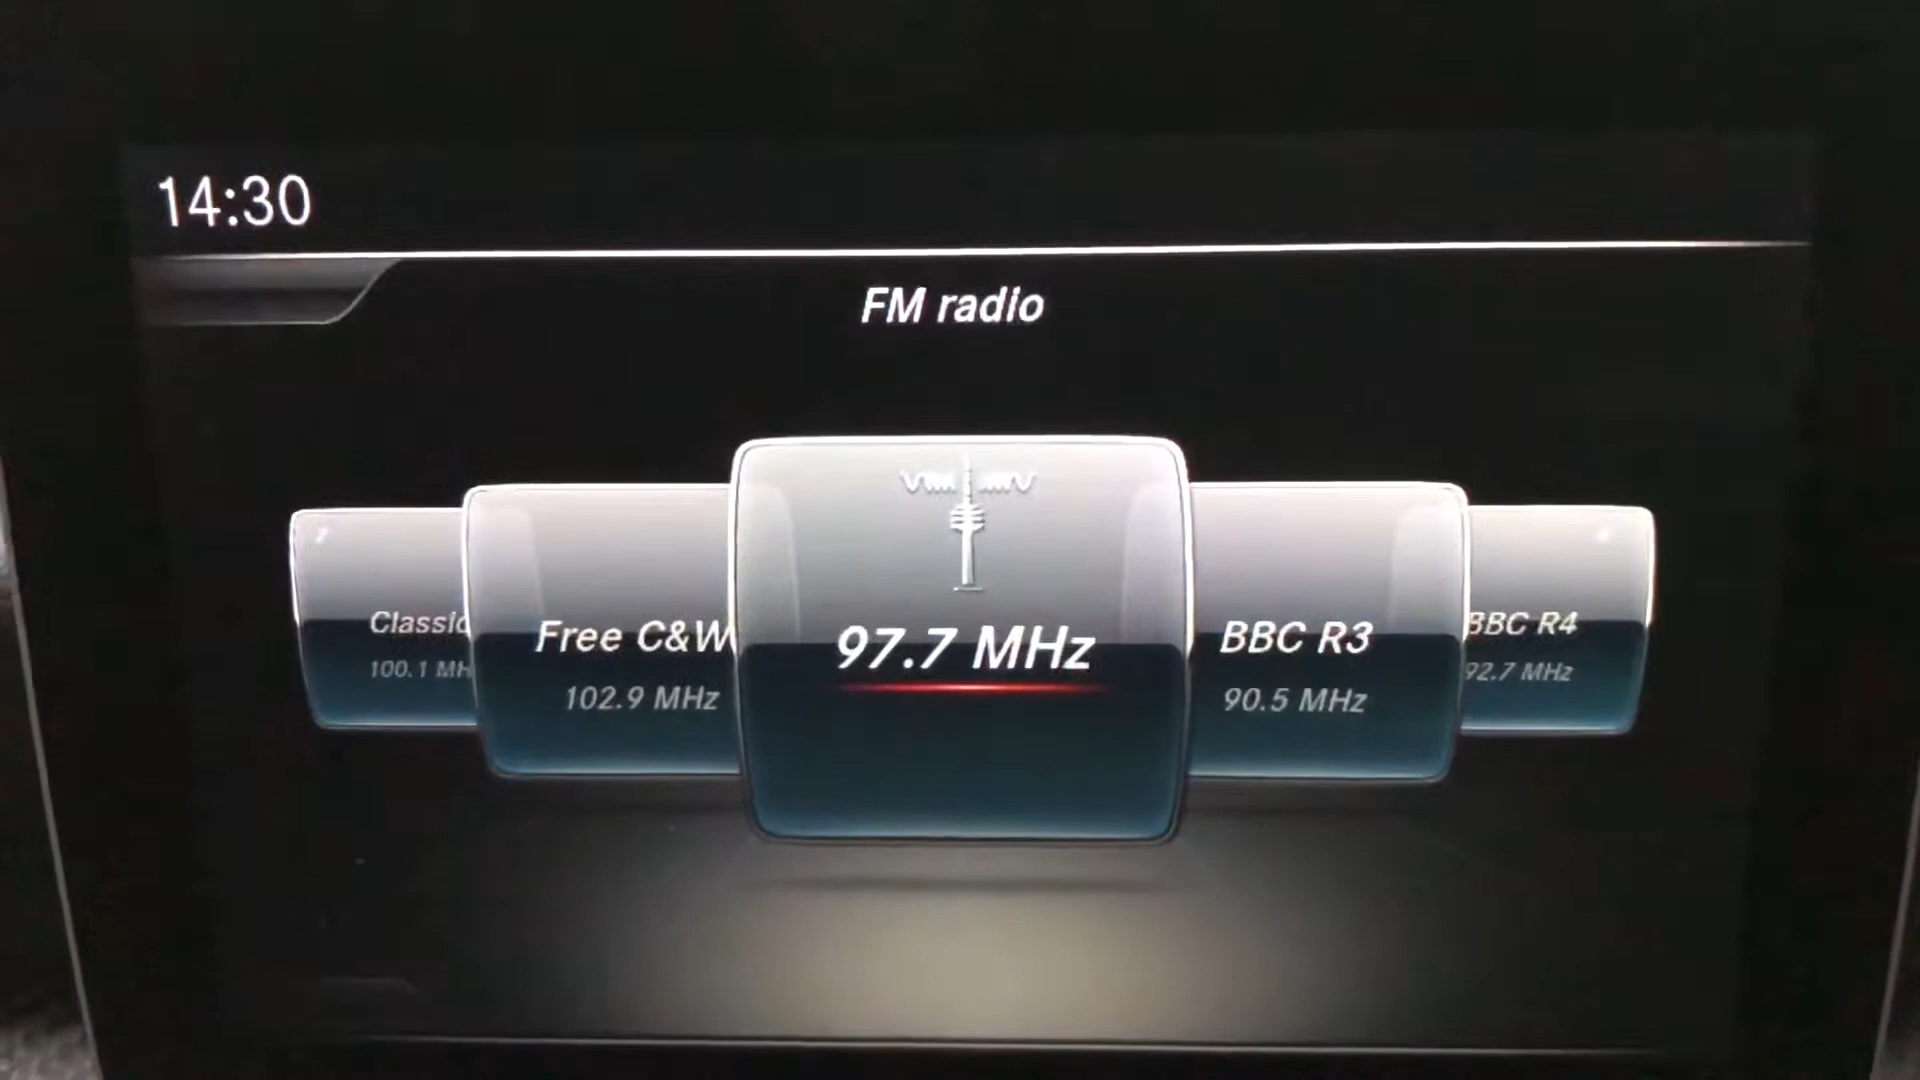 14:30
FM radio
Classic
100.1 MH
Free C&W
102.9 MHz
97.7 MHz
BBC R3
90.5 MHz
BBC R4
92.7 MHz